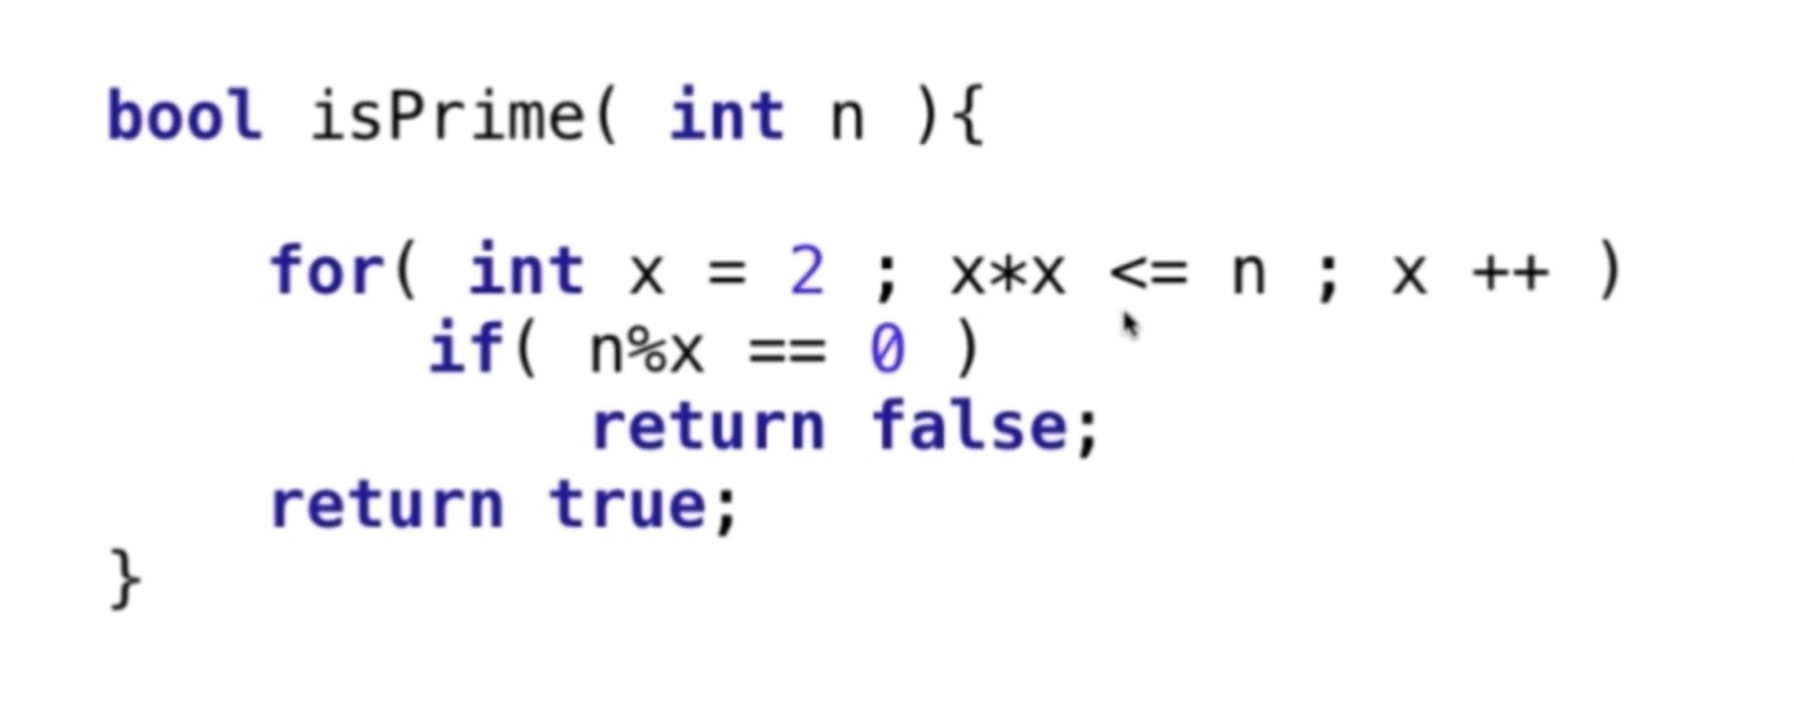 bool isPrime( int n ){
for( int x = 2 ; x*x <= n ; x ++ )
if( n%x == 0 )
return false;
return true;
}